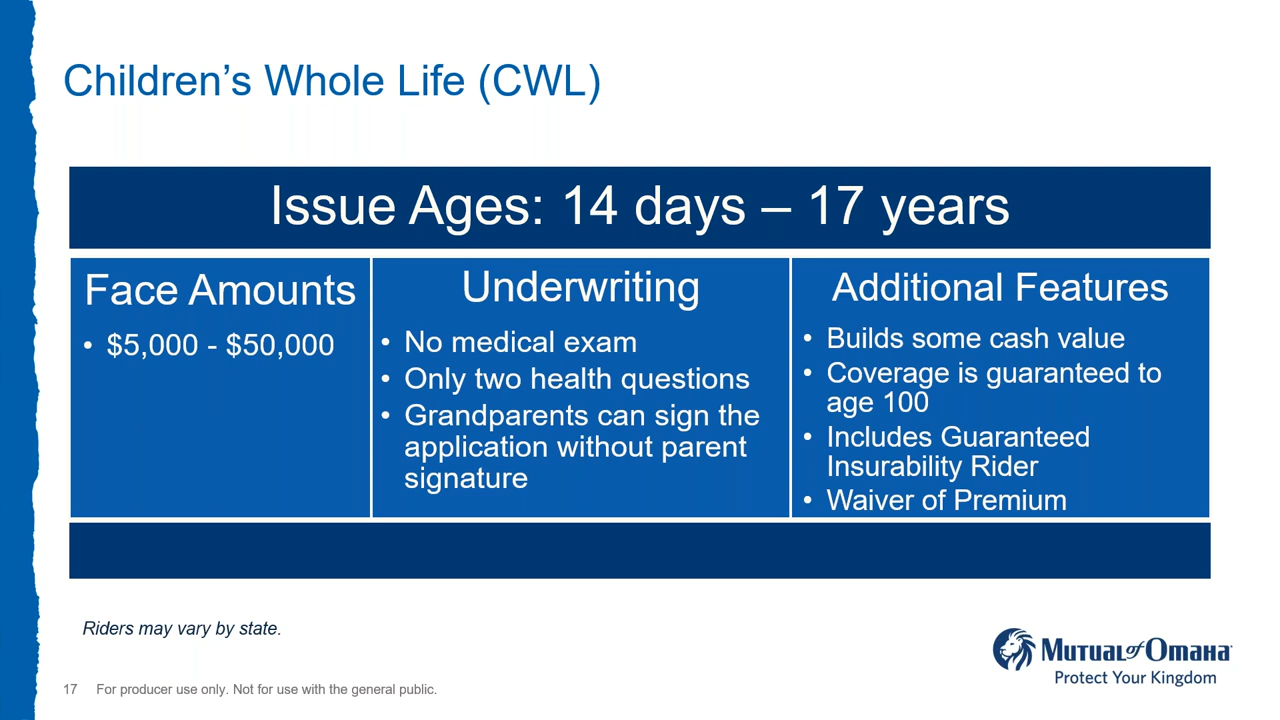 Children’s Whole Life (CWL)
Issue Ages: 14 days – 17 years
Face Amounts
• $5,000 - $50,000
Underwriting
• No medical exam
• Only two health questions
• Grandparents can sign the
application without parent
signature
Additional Features
• Builds some cash value
• Coverage is guaranteed to
age 100
• Includes Guaranteed
Insurability Rider
• Waiver of Premium
Riders may vary by state.
Mutual of Omaha
Protect Your Kingdom
17 For producer use only. Not for use with the general public.